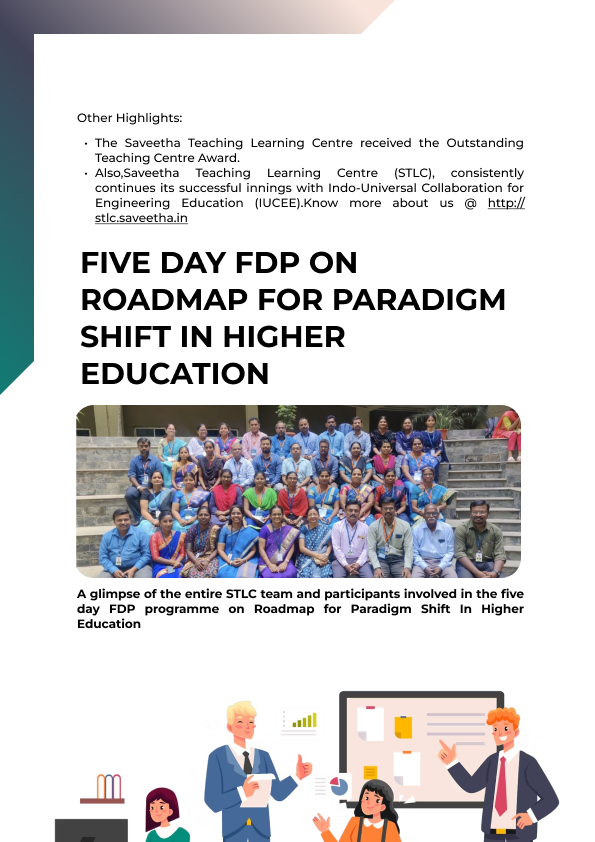 Other Highlights:
• The Saveetha Teaching Learning Centre received the Outstanding
Teaching Centre Award.
• Also,Saveetha Teaching Learning Centre (STLC), consistently
continues its successful innings with Indo-Universal Collaboration for
Engineering Education (IUCEE).Know more about us @ http://
stlc.saveetha.in
FIVE DAY FDP ON
ROADMAP FOR PARADIGM
SHIFT IN HIGHER
EDUCATION
A glimpse of the entire STLC team and participants involved in the five
day FDP programme on Roadmap for Paradigm Shift In Higher
Education